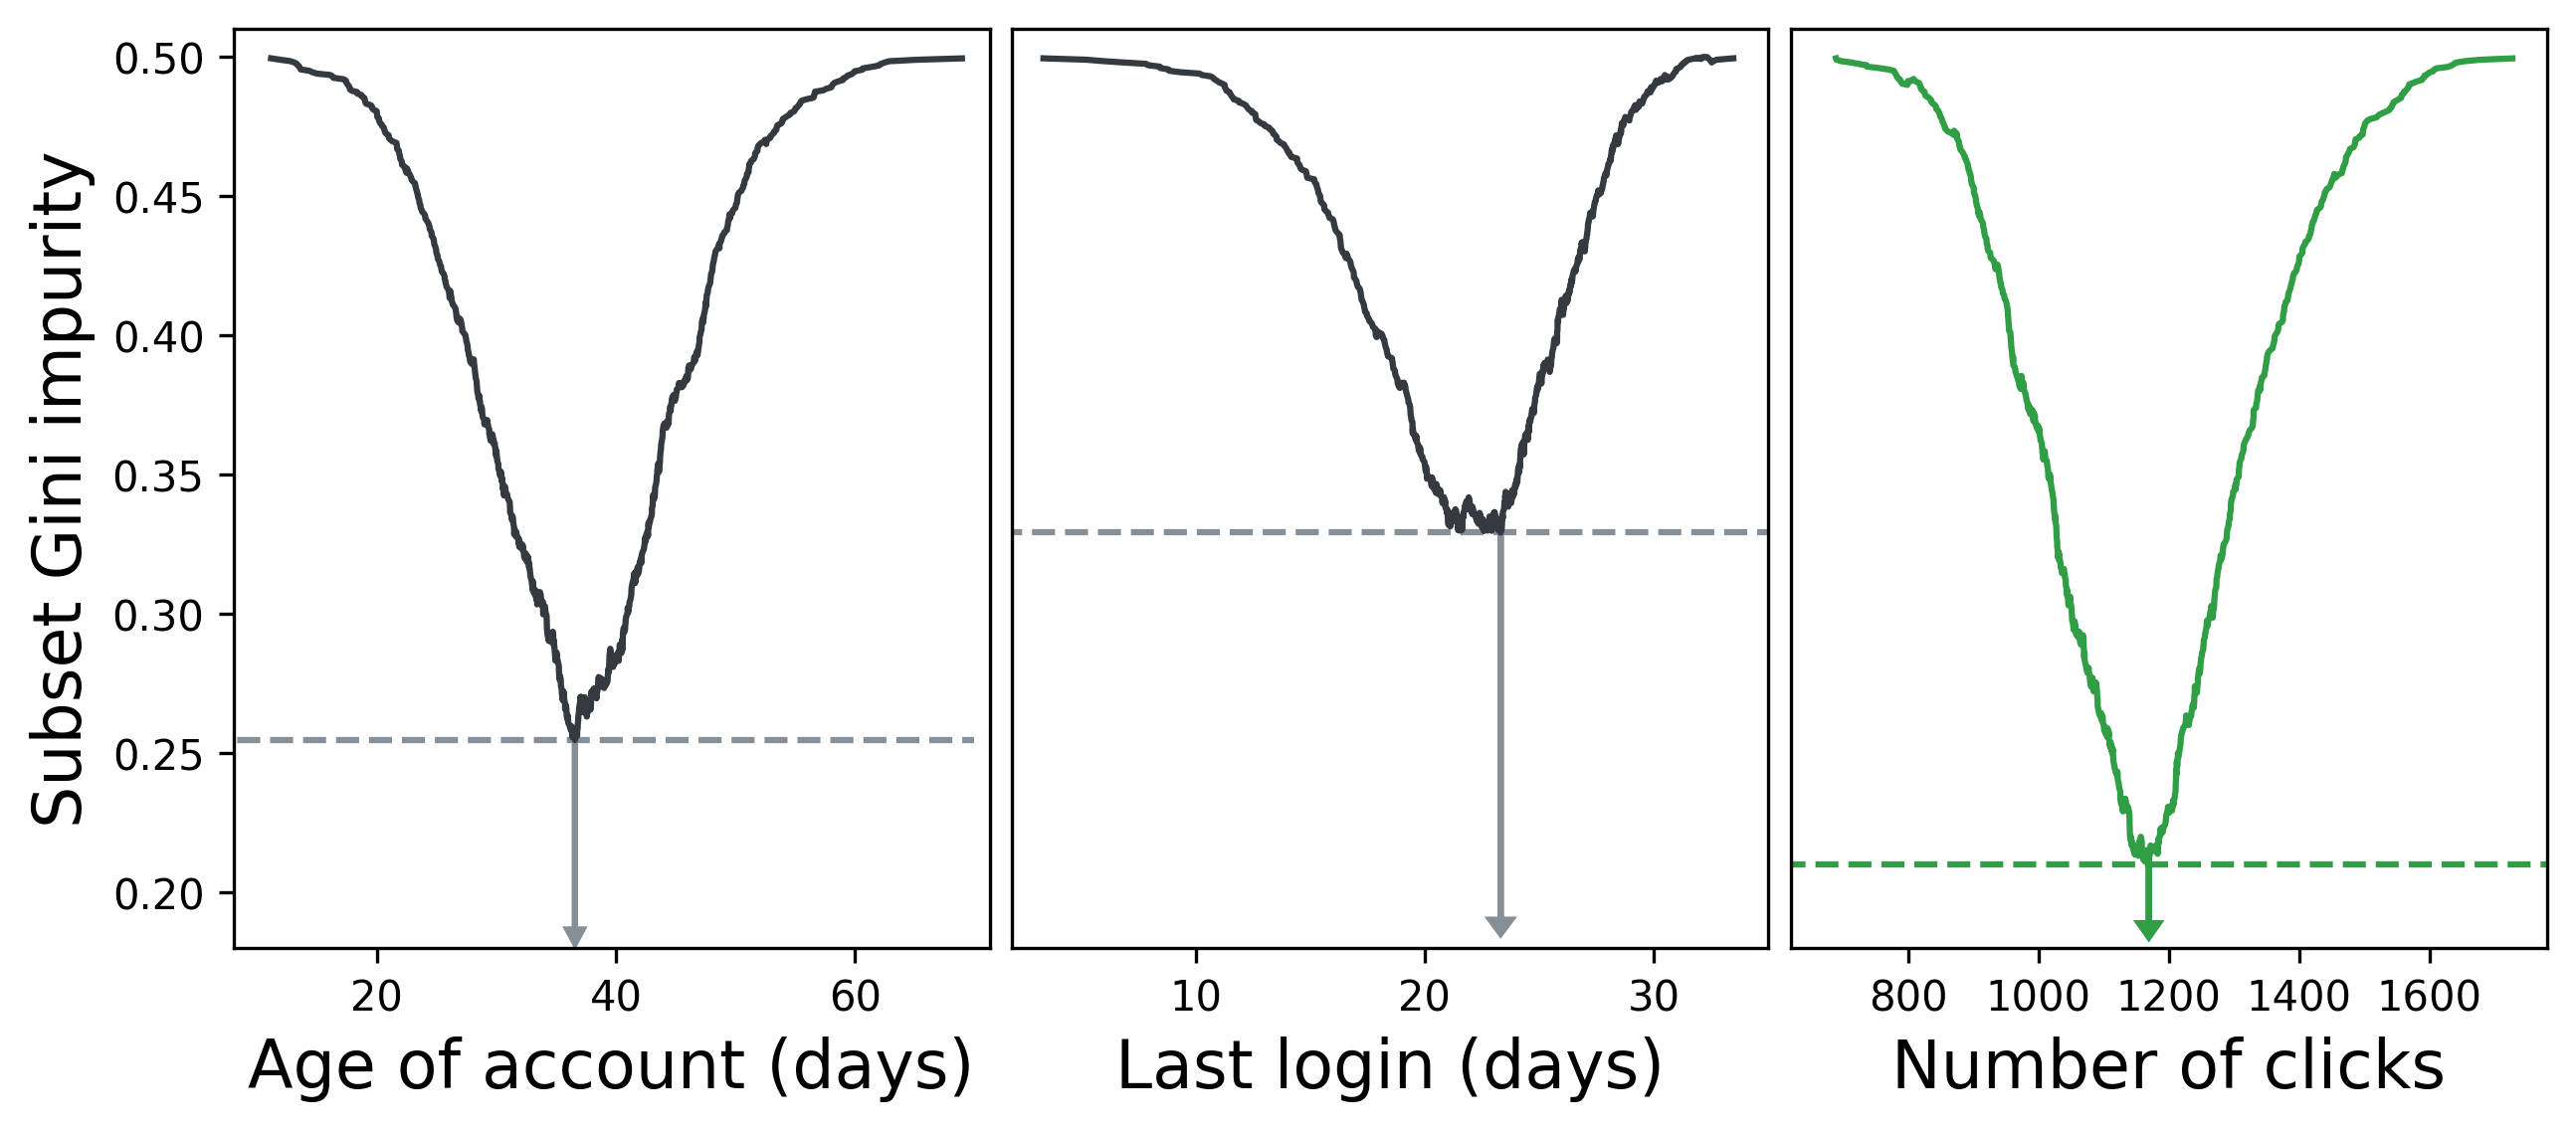 Subset Gini impurity
0.50
0.45
0.40
0.35
0.30
0.25
0.20
20 40 60
Age of account (days)
10 20 30
Last login (days)
800 1000 1200 1400 1600
Number of clicks